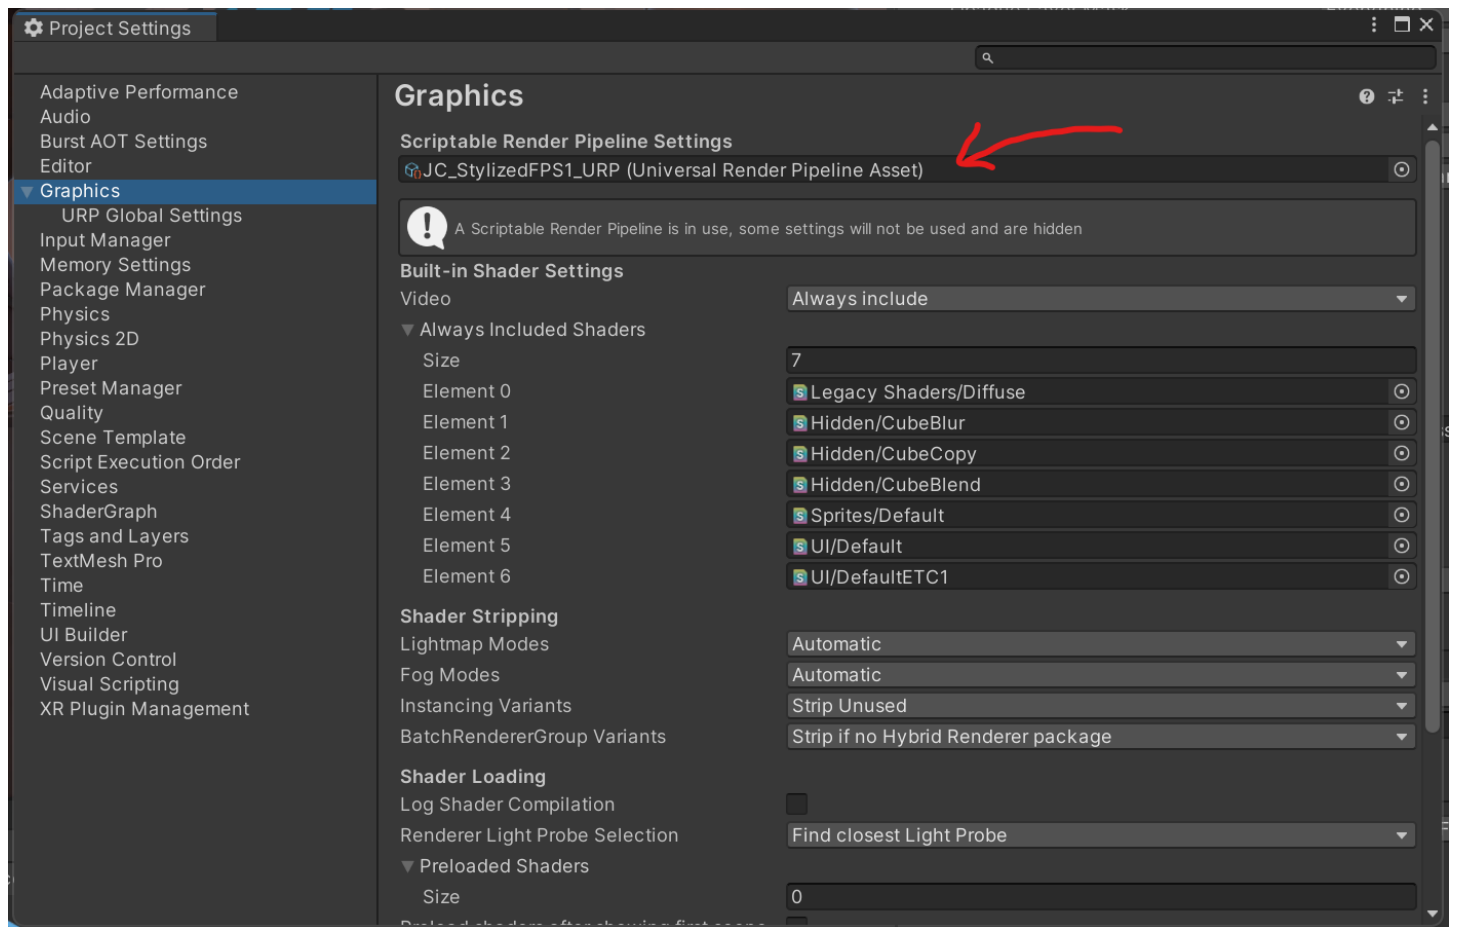 Project Settings
Adaptive Performance
Audio
Burst AOT Settings
Editor
Graphics
URP Global Settings
Input Manager
Memory Settings
Package Manager
Physics
Physics 2D
Player
Preset Manager
Quality
Scene Template
Script Execution Order
Services
ShaderGraph
Tags and Layers
TextMesh Pro
Time
Timeline
UI Builder
Version Control
Visual Scripting
XR Plugin Management
Graphics
Scriptable Render Pipeline Settings
JC_StylizedFPS1_URP (Universal Render Pipeline Asset)
A Scriptable Render Pipeline is in use, some settings will not be used and are hidden
Built-in Shader Settings
Video Always include
Always Included Shaders
Size 7
Element 0 Legacy Shaders/Diffuse
Element 1 Hidden/CubeBlur
Element 2 Hidden/CubeCopy
Element 3 Hidden/CubeBlend
Element 4 Sprites/Default
Element 5 UI/Default
Element 6 UI/DefaultETC1
Shader Stripping
Lightmap Modes Automatic
Fog Modes Automatic
Instancing Variants Strip Unused
BatchRendererGroup Variants Strip if no Hybrid Renderer package
Shader Loading
Log Shader Compilation
Renderer Light Probe Selection Find closest Light Probe
Preloaded Shaders
Size 0